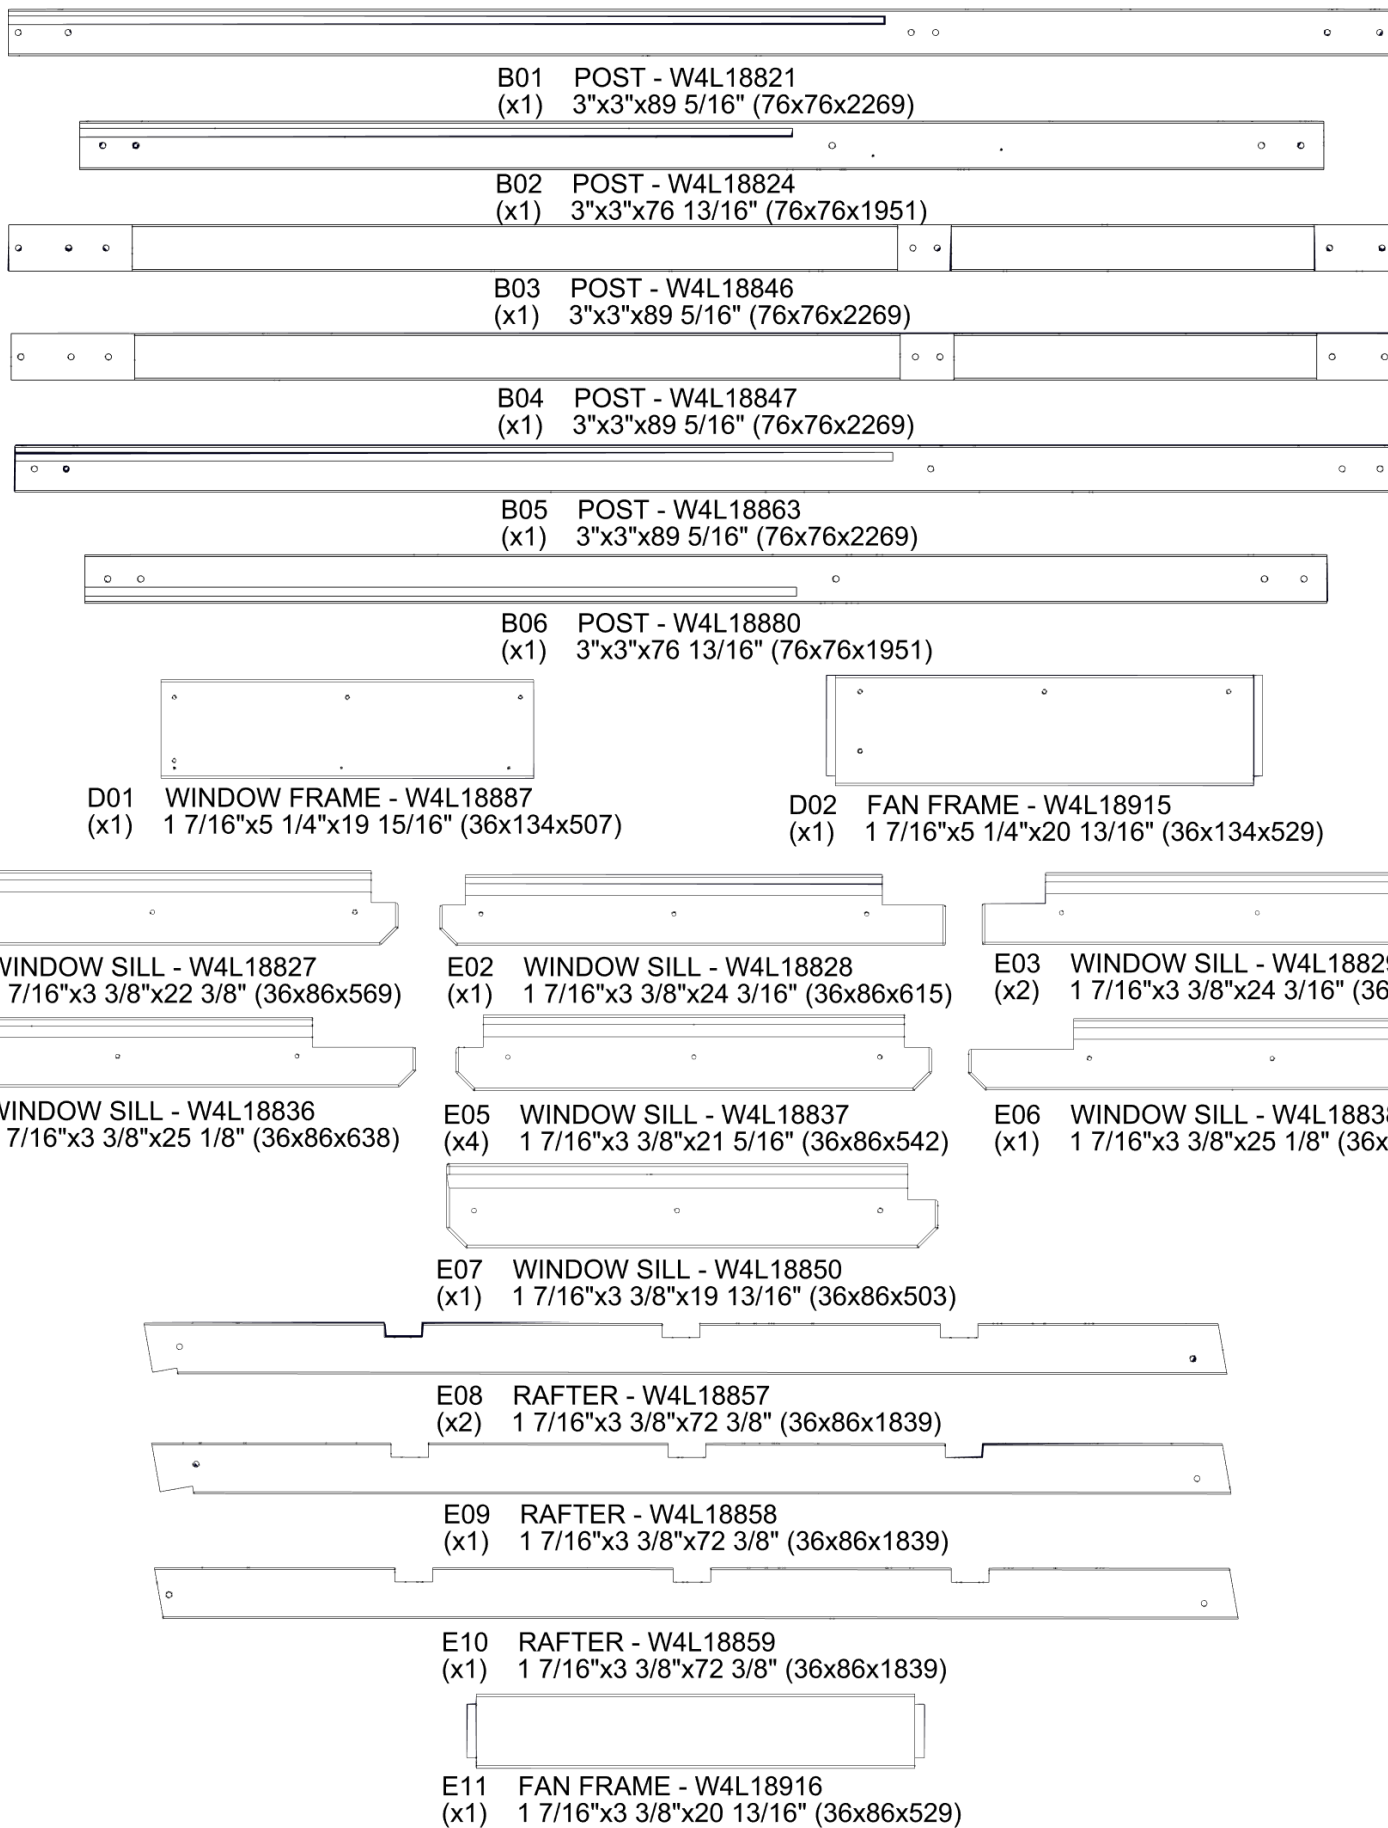 B01 POST - W4L18821
(x1) 3"x3"x89 5/16" (76x76x2269)
B02 POST - W4L18824
(x1) 3"x3"x76 13/16" (76x76x1951)
B03 POST - W4L18846
(x1) 3"x3"x89 5/16" (76x76x2269)
B04 POST - W4L18847
(x1) 3"x3"x89 5/16" (76x76x2269)
B05 POST - W4L18863
(x1) 3"x3"x89 5/16" (76x76x2269)
B06 POST - W4L18880
(x1) 3"x3"x76 13/16" (76x76x1951)
D01 WINDOW FRAME - W4L18887
(x1) 1 7/16"x5 1/4"x19 15/16" (36x134x507)
D02 FAN FRAME - W4L18915
(x1) 1 7/16"x5 1/4"x20 13/16" (36x134x529)
WINDOW SILL - W4L18827
7/16"x3 3/8"x22 3/8" (36x86x569)
E02 WINDOW SILL - W4L18828
(x1) 1 7/16"x3 3/8"x24 3/16" (36x86x615)
E03 WINDOW SILL - W4L18829
(x2) 1 7/16"x3 3/8"x24 3/16" (36
WINDOW SILL - W4L18836
7/16"x3 3/8"x25 1/8" (36x86x638)
E05 WINDOW SILL - W4L18837
(x4) 1 7/16"x3 3/8"x21 5/16" (36x86x542)
E06 WINDOW SILL - W4L18838
(x1) 1 7/16"x3 3/8"x25 1/8" (36x
E07 WINDOW SILL - W4L18850
(x1) 1 7/16"x3 3/8"x19 13/16" (36x86x503)
E08 RAFTER - W4L18857
(x2) 1 7/16"x3 3/8"x72 3/8" (36x86x1839)
E09 RAFTER - W4L18858
(x1) 1 7/16"x3 3/8"x72 3/8" (36x86x1839)
E10 RAFTER - W4L18859
(x1) 1 7/16"x3 3/8"x72 3/8" (36x86x1839)
E11 FAN FRAME - W4L18916
(x1) 1 7/16"x3 3/8"x20 13/16" (36x86x529)